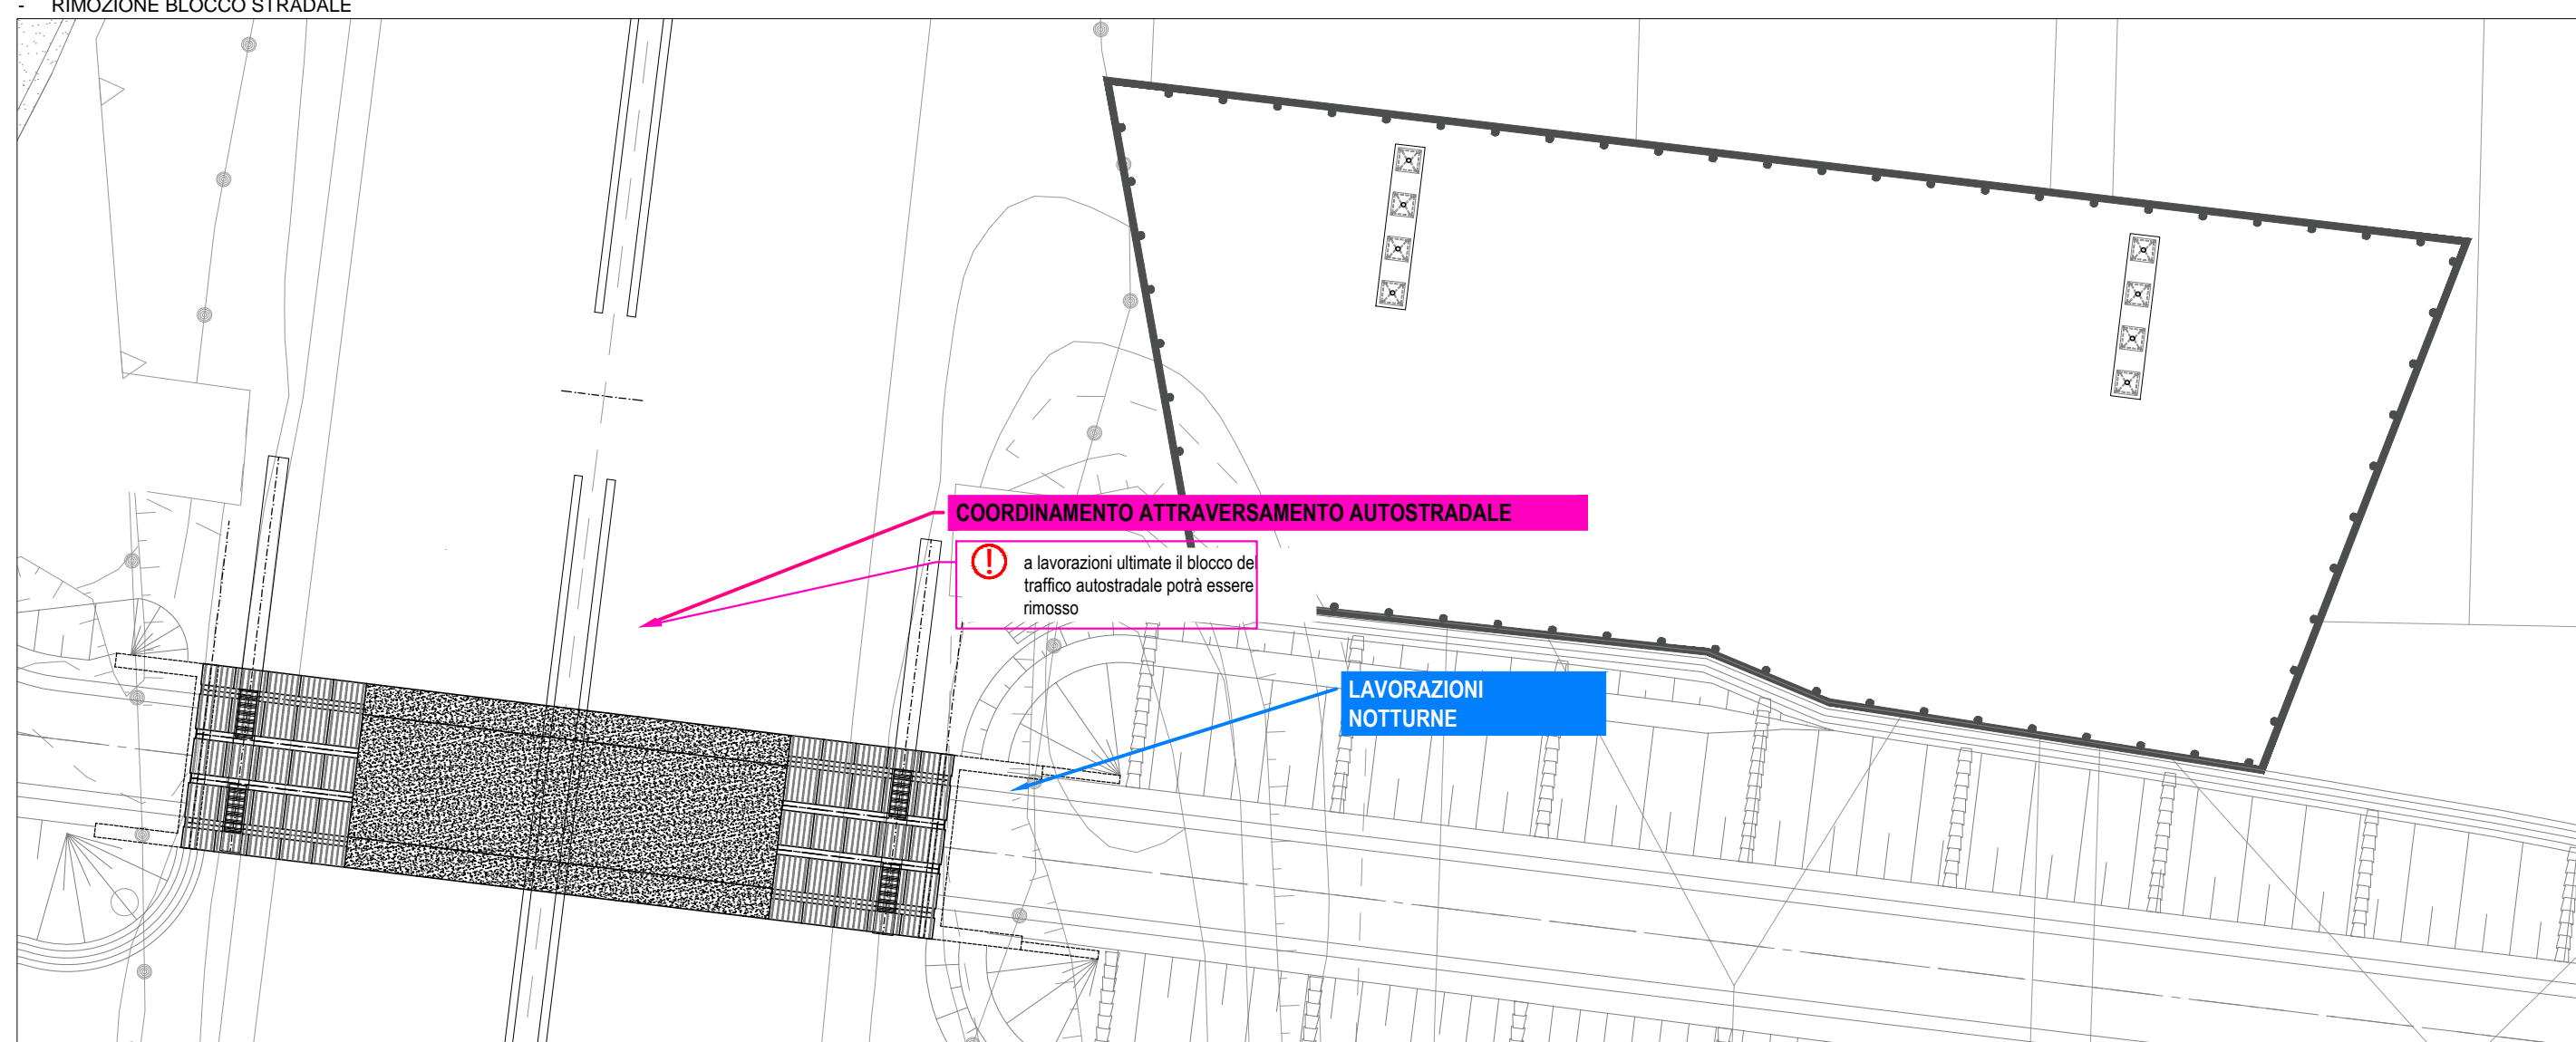 - RIMOZIONE BLOCCO STRADALE
COORDINAMENTO ATTRAVERSAMENTO AUTOSTRADALE
a lavorazioni ultimate il blocco del
traffico autostradale potrà essere
rimosso
LAVORAZIONI
NOTTURNE